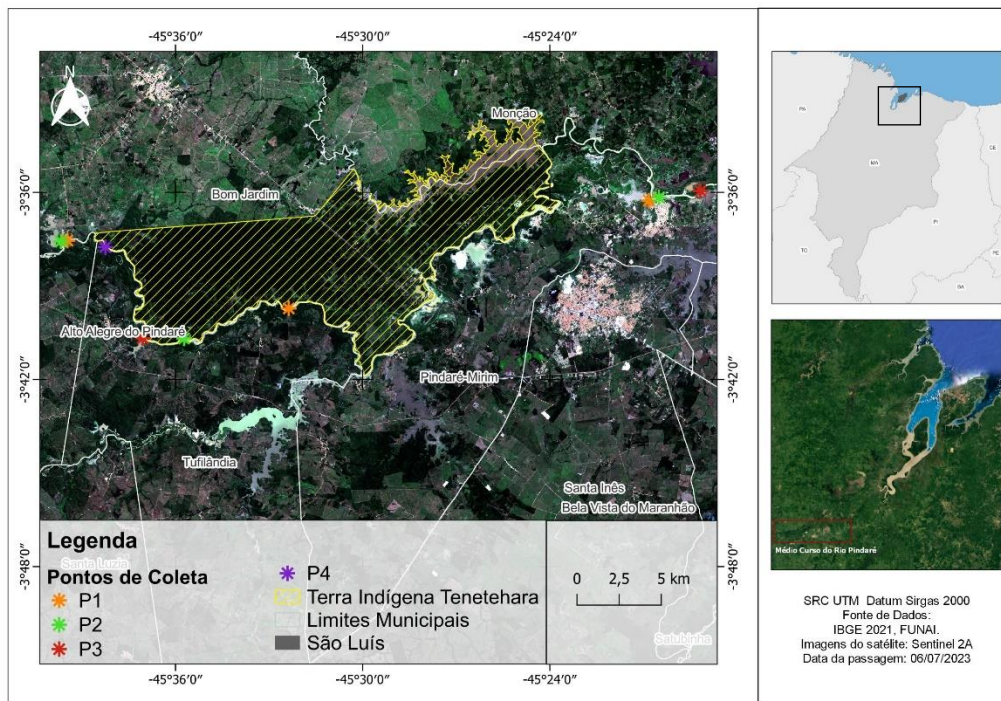 -45°36'0"
-45°30'0"
-45°24'0"
N
Monção
Bom Jardim
-3°36'0"
-3°36'0"
Alto Alegre do Pindaré
Pindaré-Mirim
-3°42'0"
-3°42'0"
Tufilândia
Santa Inês
Bela Vista do Maranhão
Legenda
Santa Luzia
Pontos de Coleta
P1
P2
P3
P4
Terra Indígena Tenetehara
Limites Municipais
São Luís
0 2,5 5 km
Satubinha
-3°48'0"
-3°48'0"
-45°36'0"
-45°30'0"
-45°24'0"
PA
MA
CE
PI
TO
PE
BA
Médio Curso do Rio Pindaré
SRC UTM Datum Sirgas 2000
Fonte de Dados:
IBGE 2021, FUNAI.
Imagens do satélite: Sentinel 2A
Data da passagem: 06/07/2023